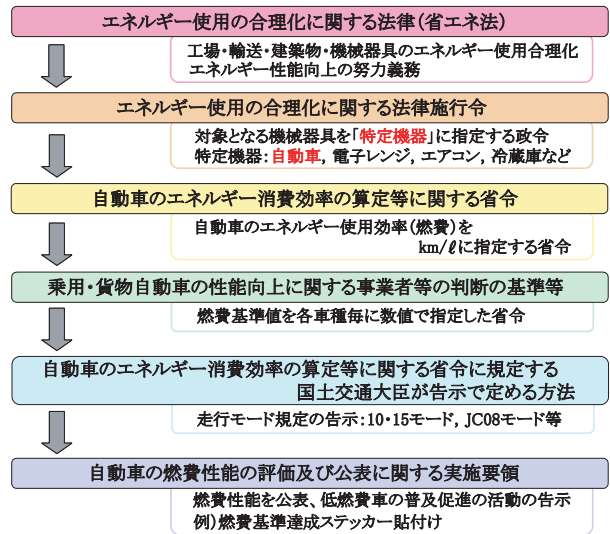 エネルギー使用の合理化に関する法律(省エネ法)
工場・輸送・建築物・機械器具のエネルギー使用合理化
エネルギー性能向上の努力義務
エネルギー使用の合理化に関する法律施行令
対象となる機械器具を「特定機器」に指定する政令
特定機器:自動車, 電子レンジ, エアコン, 冷蔵庫など
自動車のエネルギー消費効率の算定等に関する省令
自動車のエネルギー使用効率(燃費)を
km/ℓに指定する省令
乗用・貨物自動車の性能向上に関する事業者等の判断の基準等
燃費基準値を各車種毎に数値で指定した省令
自動車のエネルギー消費効率の算定等に関する省令に規定する
国土交通大臣が告示で定める方法
走行モード規定の告示:10・15モード, JC08モード等
自動車の燃費性能の評価及び公表に関する実施要領
燃費性能を公表、低燃費車の普及促進の活動の告示
例)燃費基準達成ステッカー貼付け